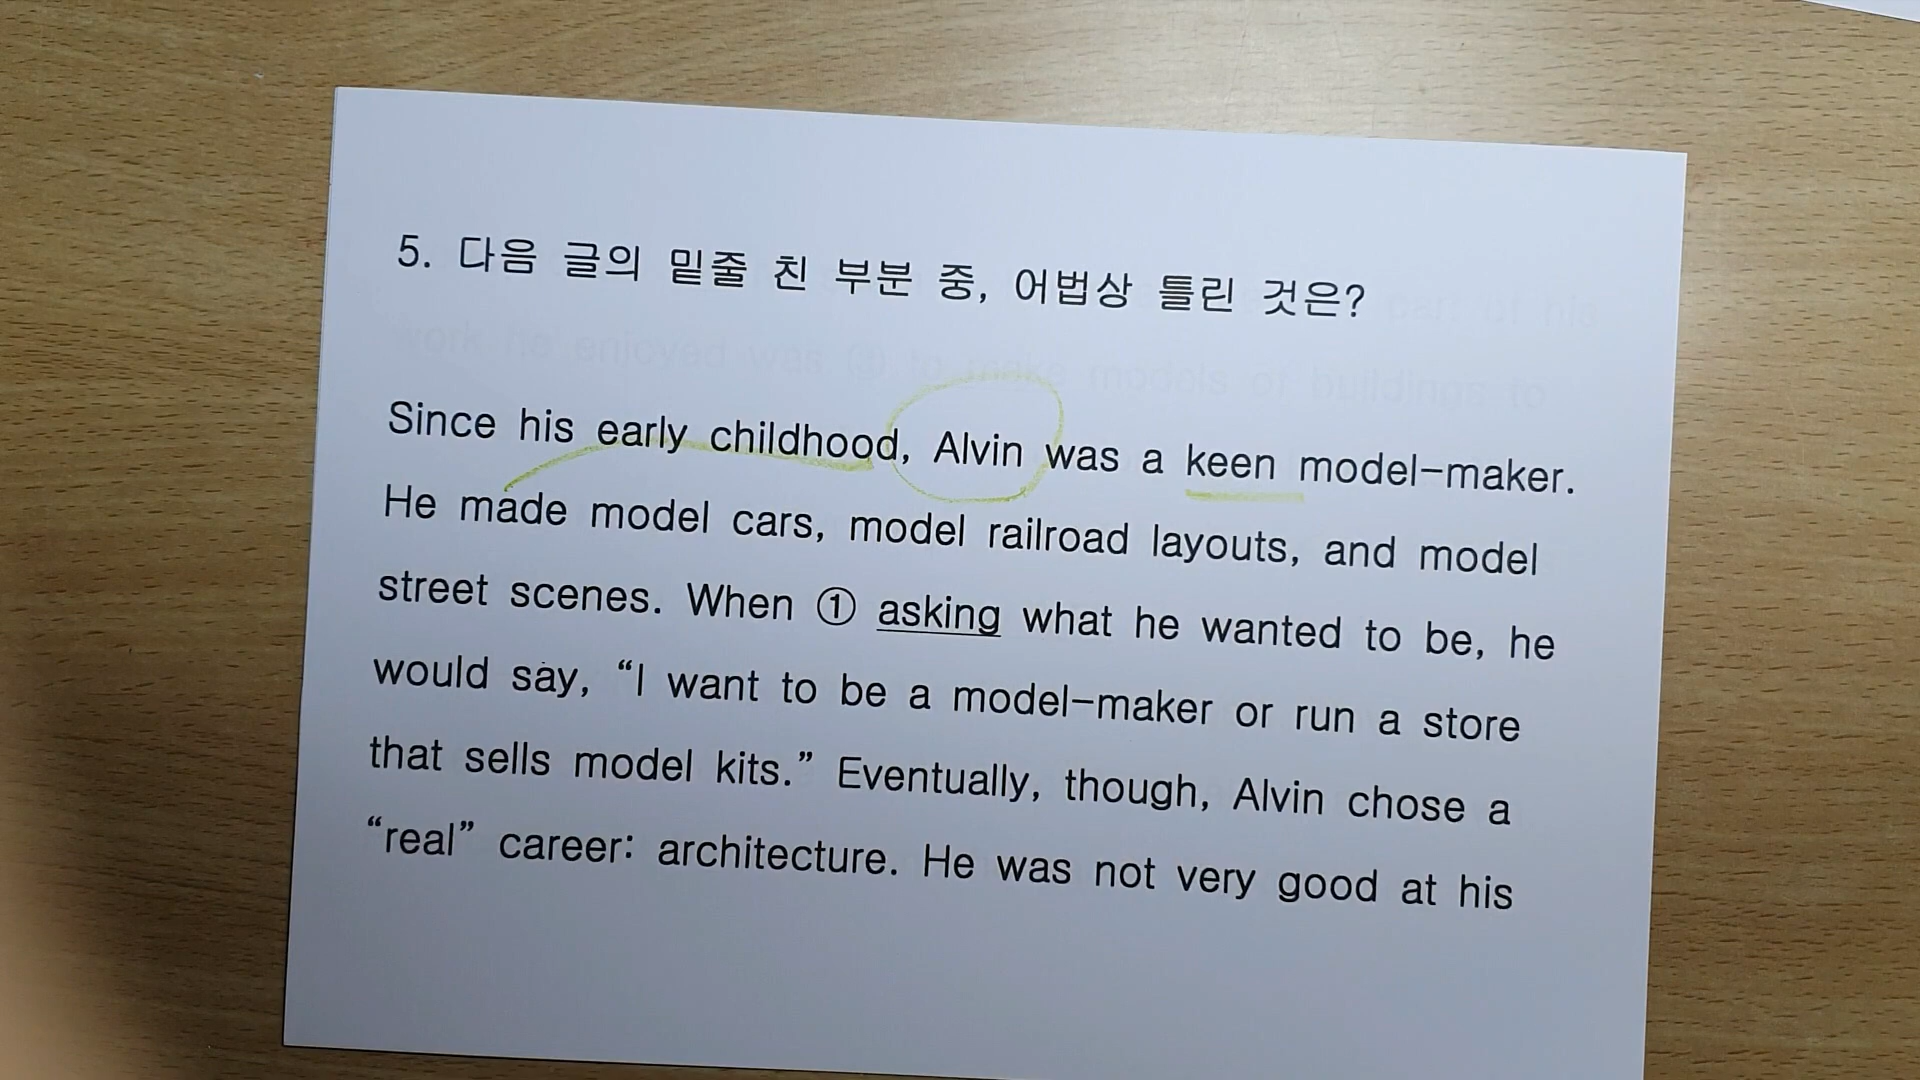 5. 다음 글의 밑줄 친 부분 중, 어법상 틀린 것은?
Since his early childhood, Alvin was a keen model-maker.
He made model cars, model railroad layouts, and model
street scenes. When ① asking what he wanted to be, he
would say, “I want to be a model-maker or run a store
that sells model kits.” Eventually, though, Alvin chose a
“real” career: architecture. He was not very good at his